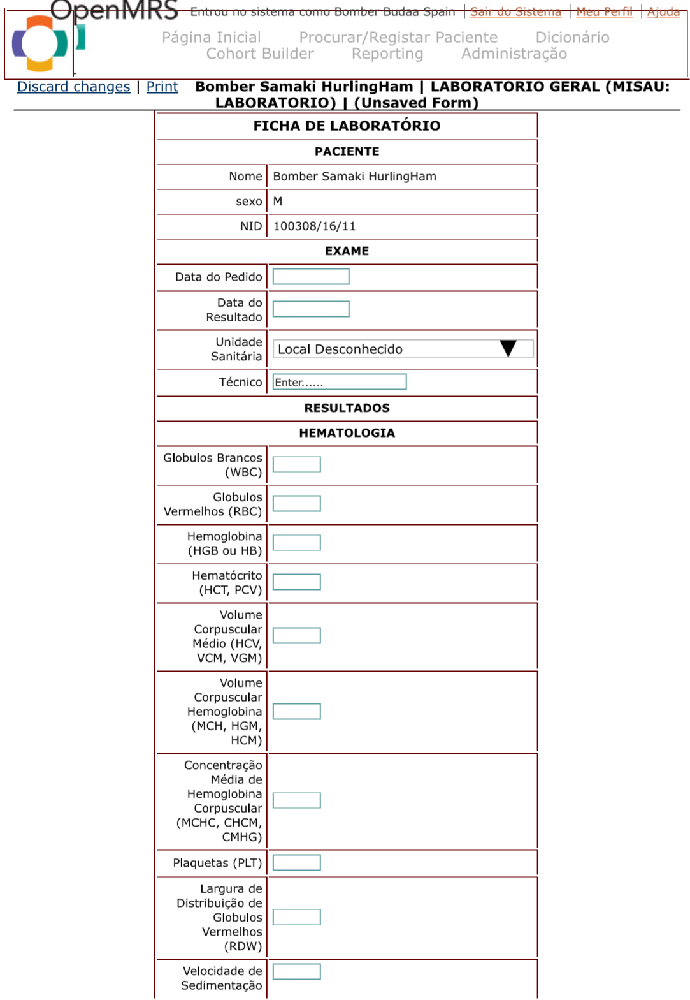 OpenMRS
Entrou no sistema como Bomber Budaa Spain | Sair do Sistema | Meu Perfil | Ajuda
Página Inicial Procurar/Registar Paciente Dicionário
Cohort Builder Reporting Administração
Discard changes | Print Bomber Samaki HurlingHam | LABORATORIO GERAL (MISAU:
LABORATORIO) | (Unsaved Form)
FICHA DE LABORATÓRIO
PACIENTE
Nome Bomber Samaki HurlingHam
sexo M
NID 100308/16/11
EXAME
Data do Pedido
Data do
Resultado
Unidade
Sanitária Local Desconhecido
Técnico Enter......
RESULTADOS
HEMATOLOGIA
Globulos Brancos
(WBC)
Globulos
Vermelhos (RBC)
Hemoglobina
(HGB ou HB)
Hematócrito
(HCT, PCV)
Volume
Corpuscular
Médio (HCV,
VCM, VGM)
Volume
Corpuscular
Hemoglobina
(MCH, HGM,
HCM)
Concentração
Média de
Hemoglobina
Corpuscular
(MCHC, CHCM,
CMHG)
Plaquetas (PLT)
Largura de
Distribuição de
Globulos
Vermelhos
(RDW)
Velocidade de
Sedimentação